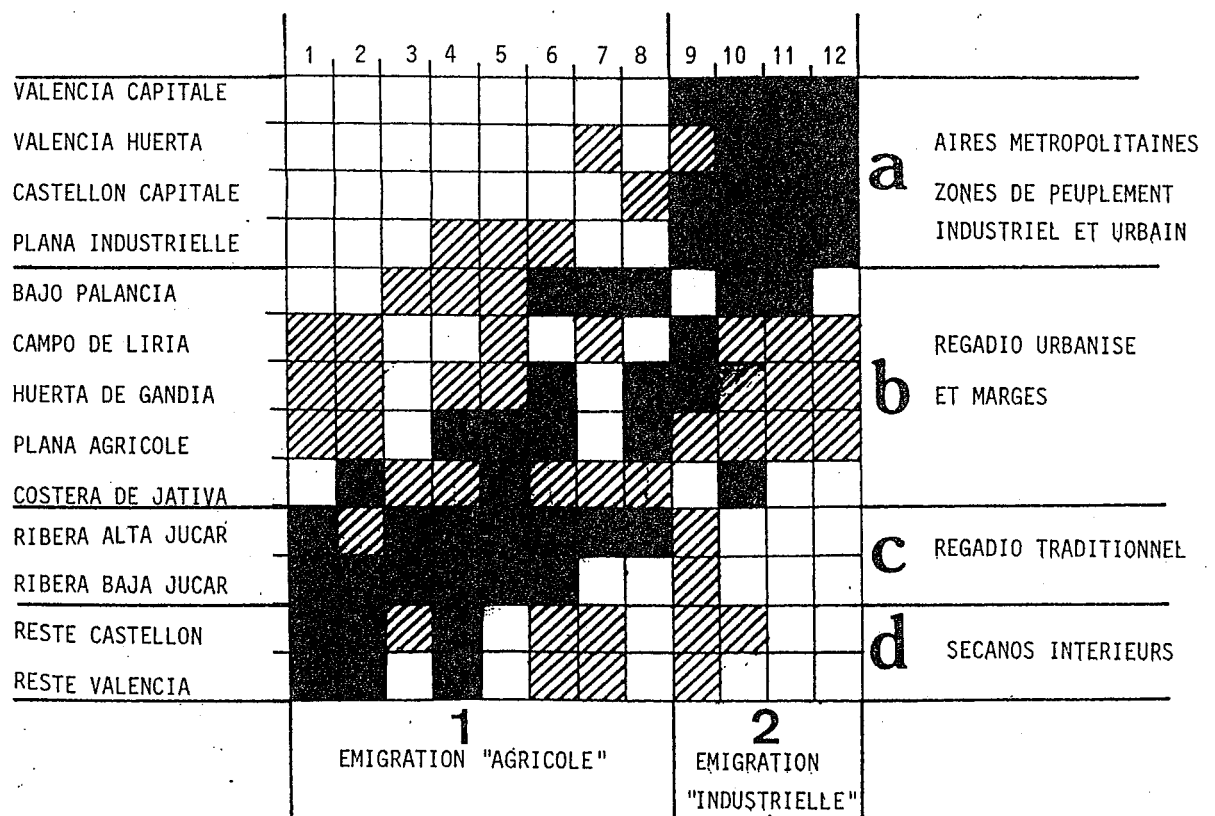 1 2 3 4 5 6 7 8 9 10 11 12
VALENCIA CAPITALE
VALENCIA HUERTA
CASTELLON CAPITALE
PLANA INDUSTRIELLE
a
AIRES METROPOLITAINES
ZONES DE PEUPLEMENT
INDUSTRIEL ET URBAIN
BAJO PALANCIA
CAMPO DE LIRIA
HUERTA DE GANDIA
PLANA AGRICOLE
COSTERA DE JATIVA
b
REGADIO URBANISE
ET MARGES
RIBERA ALTA JUCAR
RIBERA BAJA JUCAR
c
REGADIO TRADITIONNEL
RESTE CASTELLON
RESTE VALENCIA
d
SECANOS INTERIEURS
1
EMIGRATION "AGRICOLE"
2
EMIGRATION
"INDUSTRIELLE"